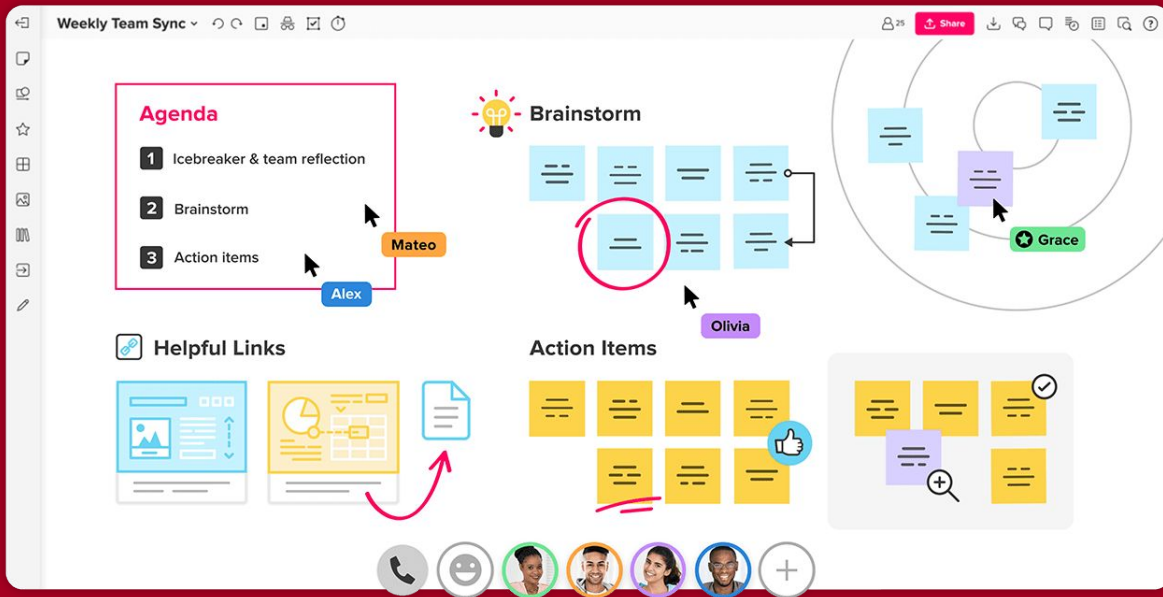 Weekly Team Sync
25
Share
Agenda
1 Icebreaker & team reflection
2 Brainstorm
3 Action items
Mateo
Alex
Brainstorm
Olivia
Grace
Helpful Links
Action Items